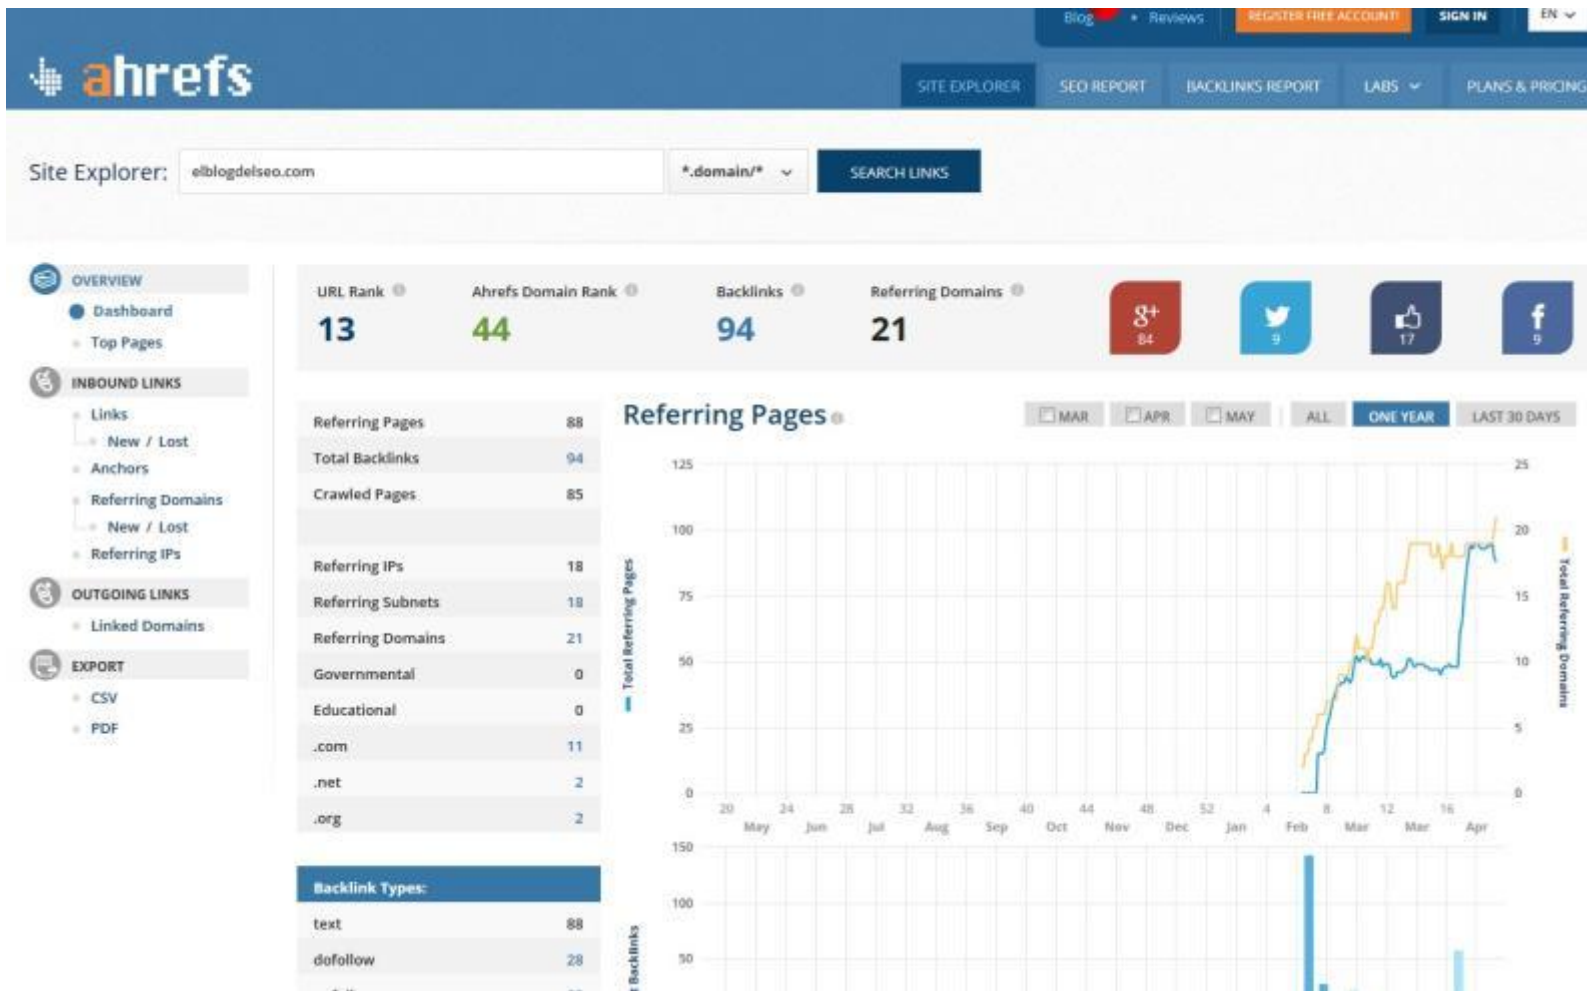 Blog • Reviews REGISTER FREE ACCOUNT! SIGN IN EN
ahrefs
SITE EXPLORER SEO REPORT BACKLINKS REPORT LABS PLANS & PRICING
Site Explorer: elblogdelseo.com *.domain/* SEARCH LINKS
OVERVIEW
Dashboard
Top Pages
INBOUND LINKS
Links
New / Lost
Anchors
Referring Domains
New / Lost
Referring IPs
OUTGOING LINKS
Linked Domains
EXPORT
CSV
PDF
URL Rank Ahrefs Domain Rank Backlinks Referring Domains
13 44 94 21
g+ f
84 9 17 9
Referring Pages 88
Total Backlinks 94
Crawled Pages 85
Referring IPs 18
Referring Subnets 18
Referring Domains 21
Governmental 0
Educational 0
.com 11
.net 2
.org 2
Backlink Types:
text 88
dofollow 28
Referring Pages MAR APR MAY ALL ONE YEAR LAST 30 DAYS
125 25
100 20
75 15
50 10
25 5
0 0
Total Referring Pages
Total Referring Domains
20 24 28 32 36 40 44 48 52 4 8 12 16
May Jun Jul Aug Sep Oct Nov Dec Jan Feb Mar Mar Apr
150
100
50
Backlinks